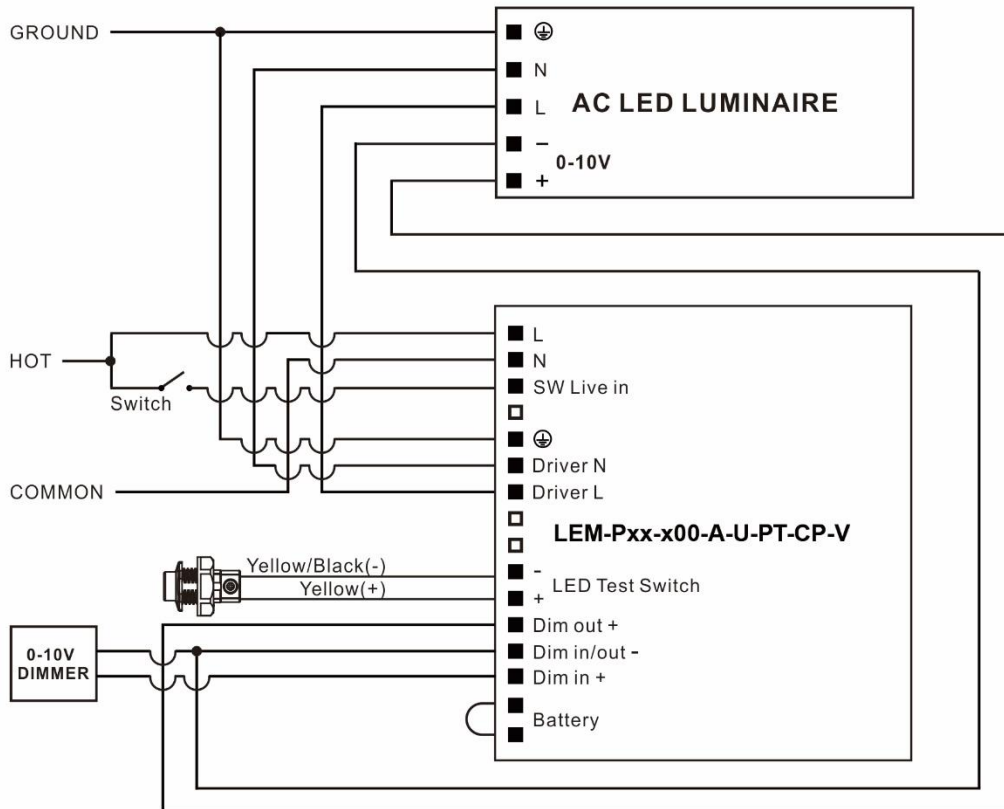 GROUND
N
L
AC LED LUMINAIRE
−
0-10V
+
L
HOT
N
SW Live in
Switch
Driver N
COMMON
Driver L
LEM-Pxx-x00-A-U-PT-CP-V
Yellow/Black(-)
-
LED Test Switch
Yellow(+)
+
Dim out +
0-10V
DIMMER
Dim in/out -
Dim in +
Battery